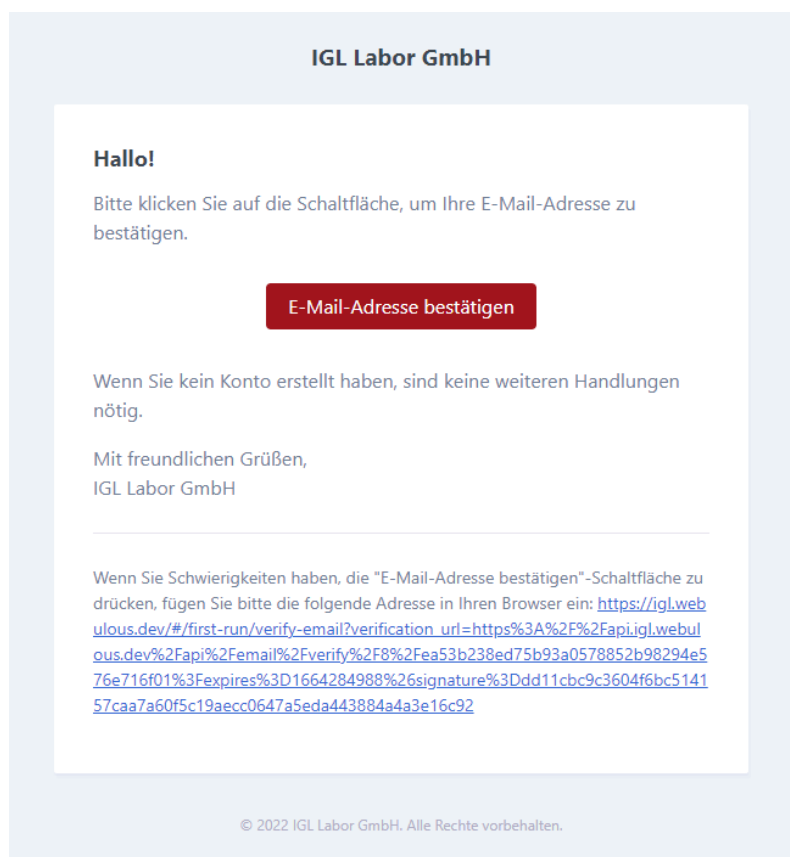 IGL Labor GmbH
Hallo!
Bitte klicken Sie auf die Schaltfläche, um Ihre E-Mail-Adresse zu
bestätigen.
E-Mail-Adresse bestätigen
Wenn Sie kein Konto erstellt haben, sind keine weiteren Handlungen
nötig.
Mit freundlichen Grüßen,
IGL Labor GmbH
Wenn Sie Schwierigkeiten haben, die "E-Mail-Adresse bestätigen"-Schaltfläche zu
drücken, fügen Sie bitte die folgende Adresse in Ihren Browser ein: https://igl.web
ulous.dev/#/first-run/verify-email?verification_url=https%3A%2F%2Fapi.igl.webul
ous.dev%2Fapi%2Femail%2Fverify%2F8%2Fea53b238ed75b93a0578852b98294e5
76e716f01%3Fexpires%3D1664284988%26signature%3Ddd11cbc9c3604f6bc5141
57caa7a60f5c19aecc0647a5eda443884a4a3e16c92
© 2022 IGL Labor GmbH. Alle Rechte vorbehalten.